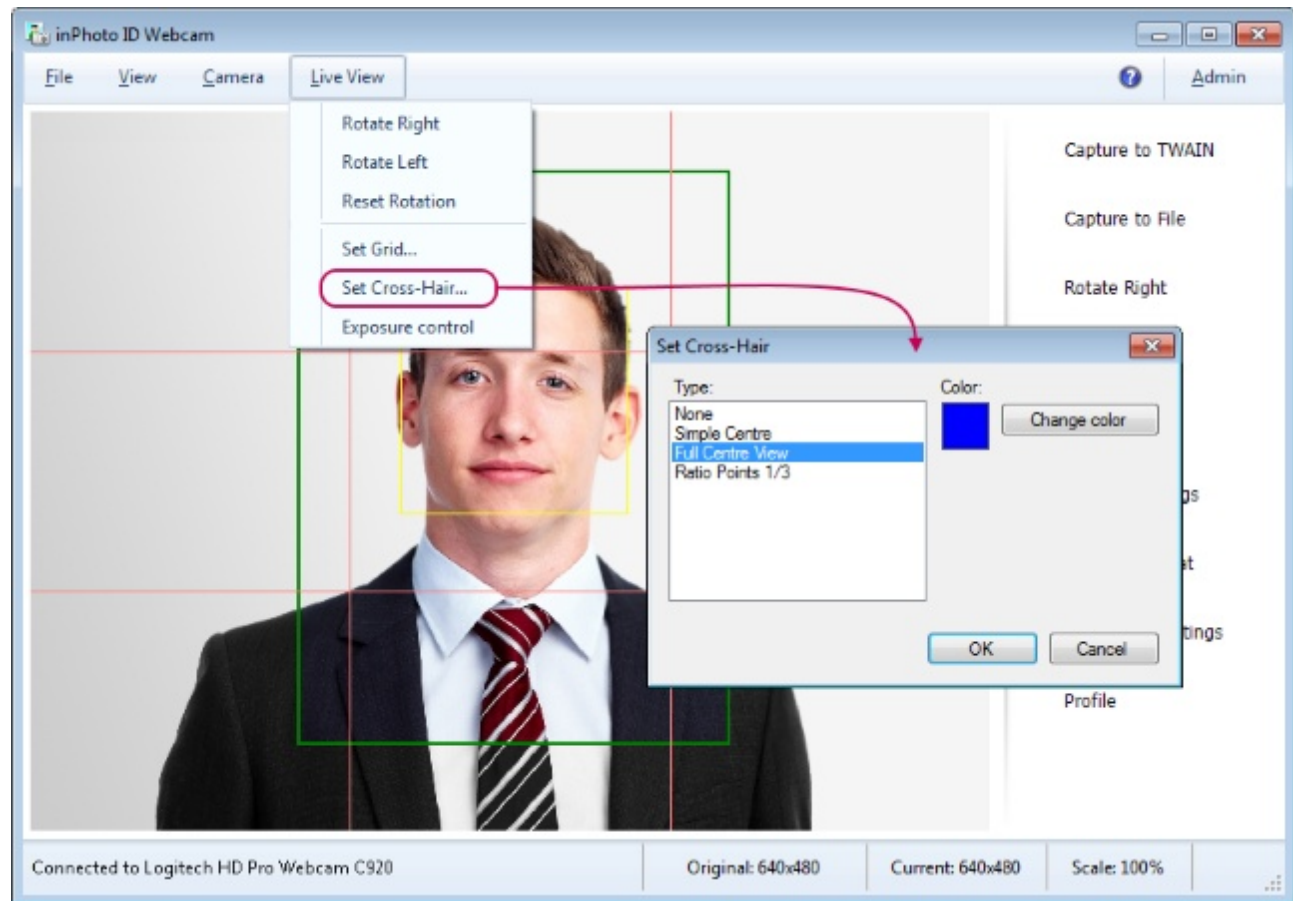 inPhoto ID Webcam
File View Camera Live View Admin
Rotate Right
Rotate Left
Reset Rotation
Set Grid...
Set Cross-Hair...
Exposure control
Capture to TWAIN
Capture to File
Rotate Right
Set Cross-Hair
Type:
None
Simple Centre
Full Centre View
Ratio Points 1/3
Color:
Change color
OK
Cancel
Profile
Connected to Logitech HD Pro Webcam C920
Original: 640x480
Current: 640x480
Scale: 100%